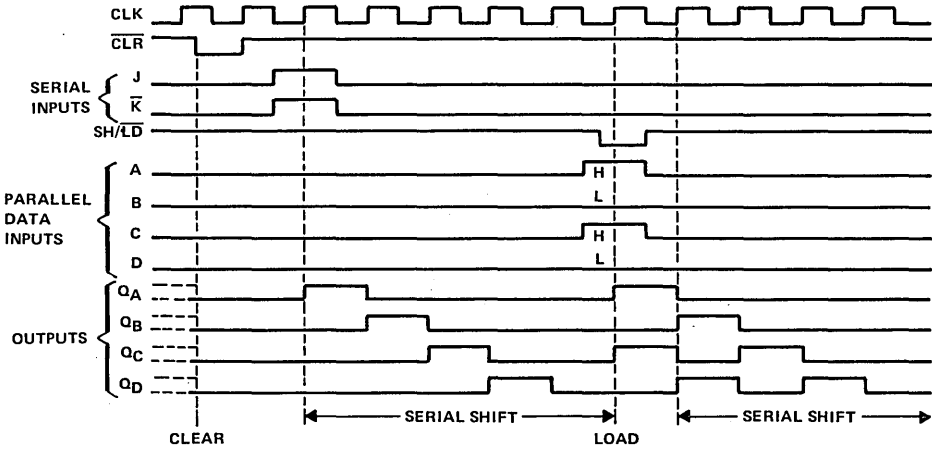 CLK
CLR
SERIAL
INPUTS
J
K
SH/LD
PARALLEL
DATA
INPUTS
A
H
B
L
C
H
D
L
OUTPUTS
QA
QB
QC
QD
SERIAL SHIFT
SERIAL SHIFT
CLEAR
LOAD